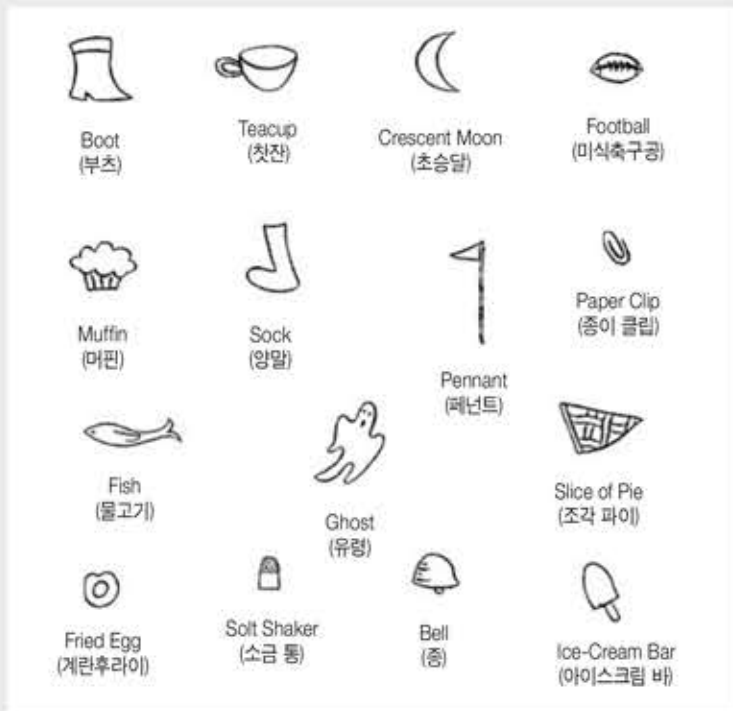 Boot
(부츠)
Teacup
(찻잔)
Crescent Moon
(초승달)
Football
(미식축구공)
Muffin
(머핀)
Sock
(양말)
Pennant
(페넌트)
Paper Clip
(종이 클립)
Fish
(물고기)
Ghost
(유령)
Slice of Pie
(조각 파이)
Fried Egg
(계란후라이)
Solt Shaker
(소금 통)
Bell
(종)
Ice-Cream Bar
(아이스크림 바)